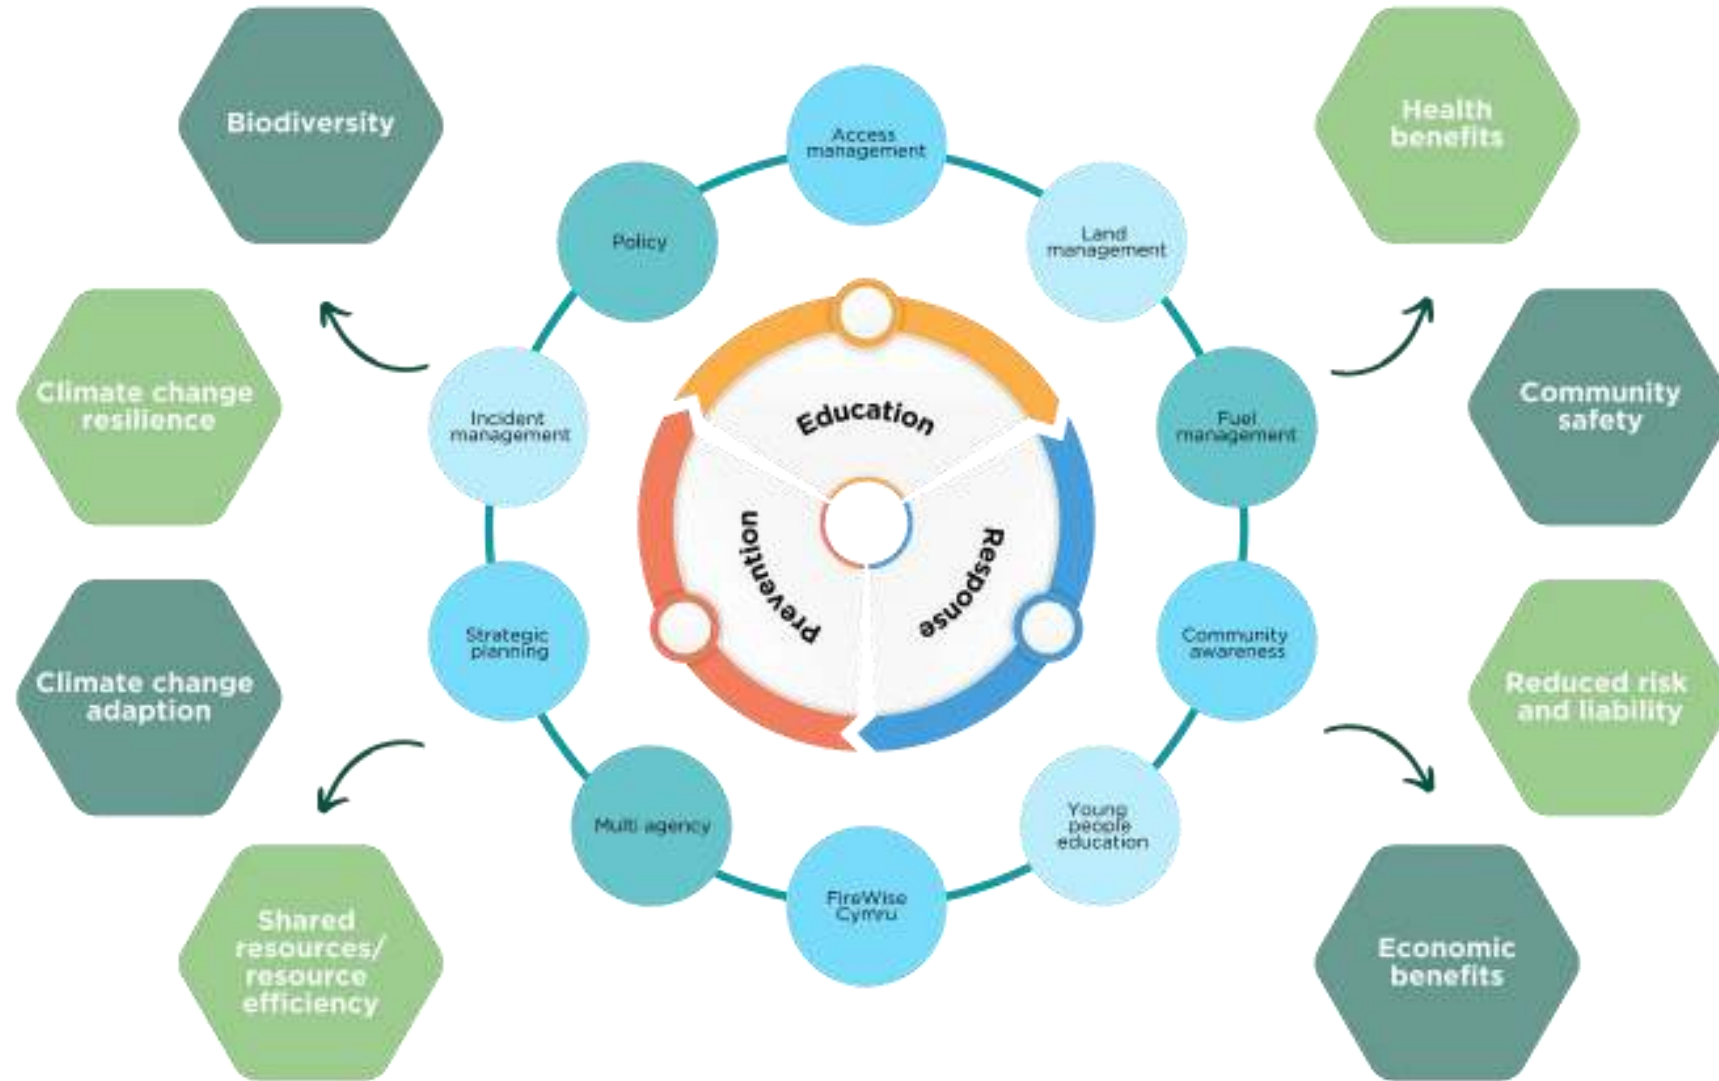 Biodiversity
Climate change
resilience
Climate change
adaption
Shared
resources/
resource
efficiency
Access
management
Land
management
Fuel
management
Community
awareness
Young
people
education
FireWise
Cymru
Multi agency
Strategic
planning
Incident
management
Policy
Education
Response
Prevention
Health
benefits
Community
safety
Reduced risk
and liability
Economic
benefits